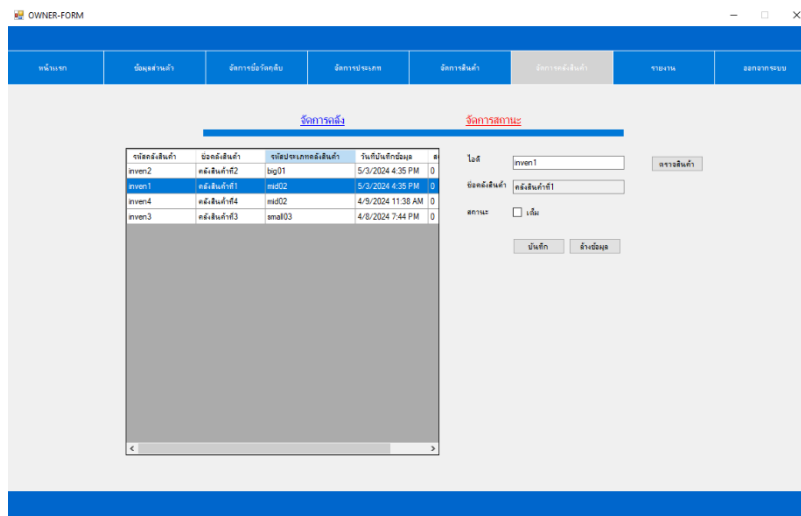 OWNER-FORM
หน้าแรก ข้อมูลส่วนตัว จัดการชื่อวัตถุดิบ จัดการประเภท จัดการสินค้า จัดการคลังสินค้า รายงาน ออกจากระบบ
จัดการคลัง จัดการสถานะ
รหัสคลังสินค้า ชื่อคลังสินค้า รหัสประเภทคลังสินค้า วันที่บันทึกข้อมูล
inven2 คลังสินค้าที่2 big01 5/3/2024 4:35 PM 0
inven1 คลังสินค้าที่1 mid02 5/3/2024 4:35 PM 0
inven4 คลังสินค้าที่4 mid02 4/9/2024 11:38 AM 0
inven3 คลังสินค้าที่3 small03 4/8/2024 7:44 PM 0
ไอดี inven1 ตรวจสินค้า
ชื่อคลังสินค้า คลังสินค้าที่1
สถานะ เต็ม
บันทึก ล้างข้อมูล